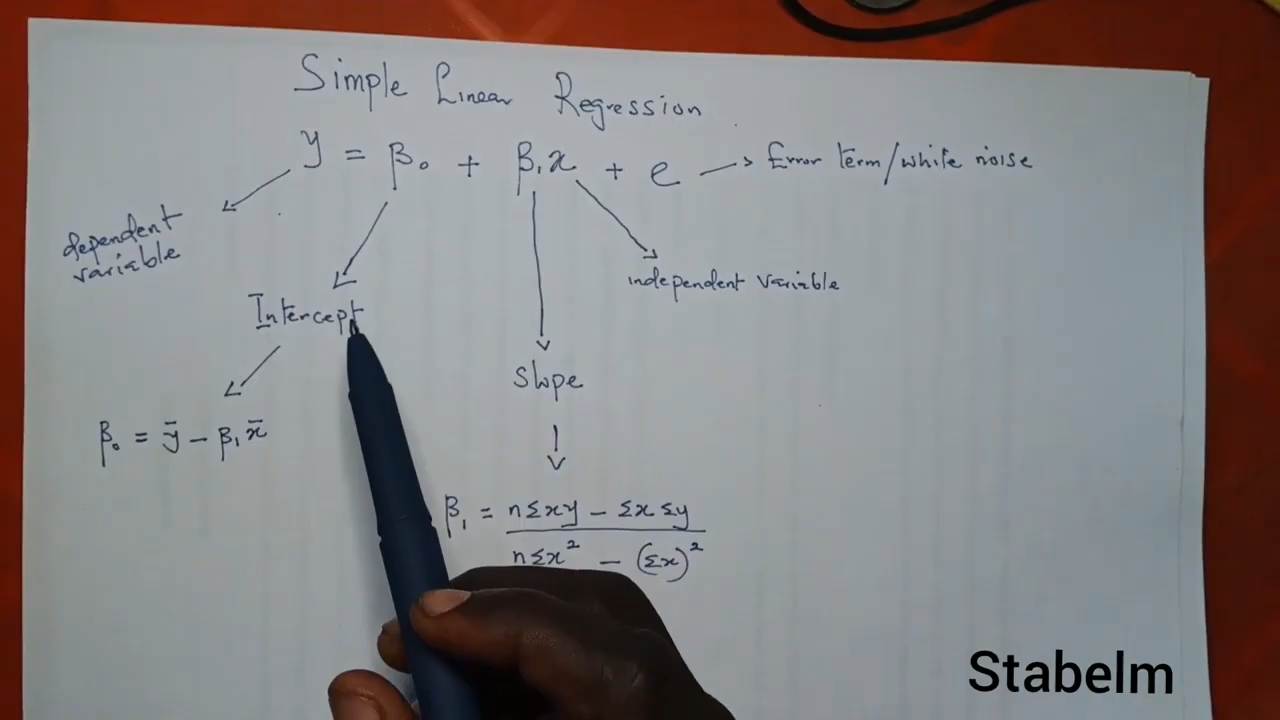 Simple Linear Regression
y = β₀ + β₁x + e → Error term/white noise
dependent
variable
independent variable
Intercept
Slope
β₀ = ȳ - β₁x̄
β₁ = nΣxy - ΣxΣy
nΣx² - (Σx)²
Stabelm